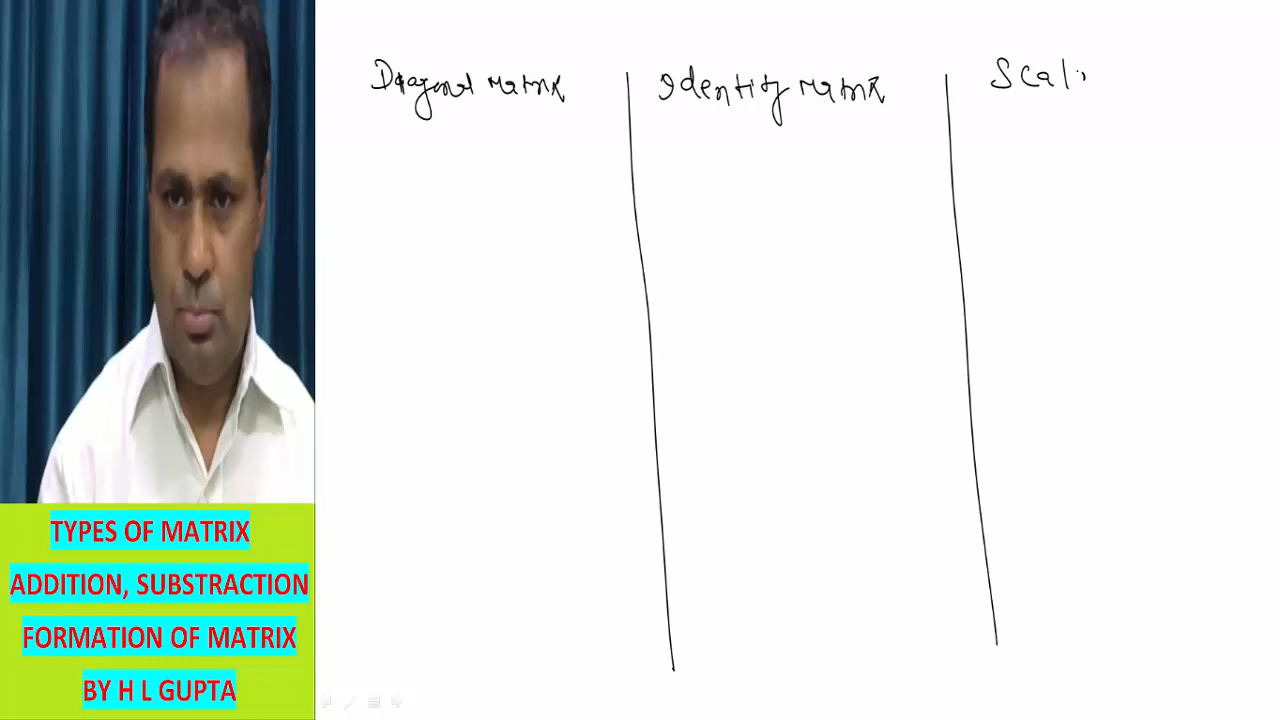 Diagonal Matrix
Identity Matrix
Scal
TYPES OF MATRIX
ADDITION, SUBSTRACTION
FORMATION OF MATRIX
BY H L GUPTA